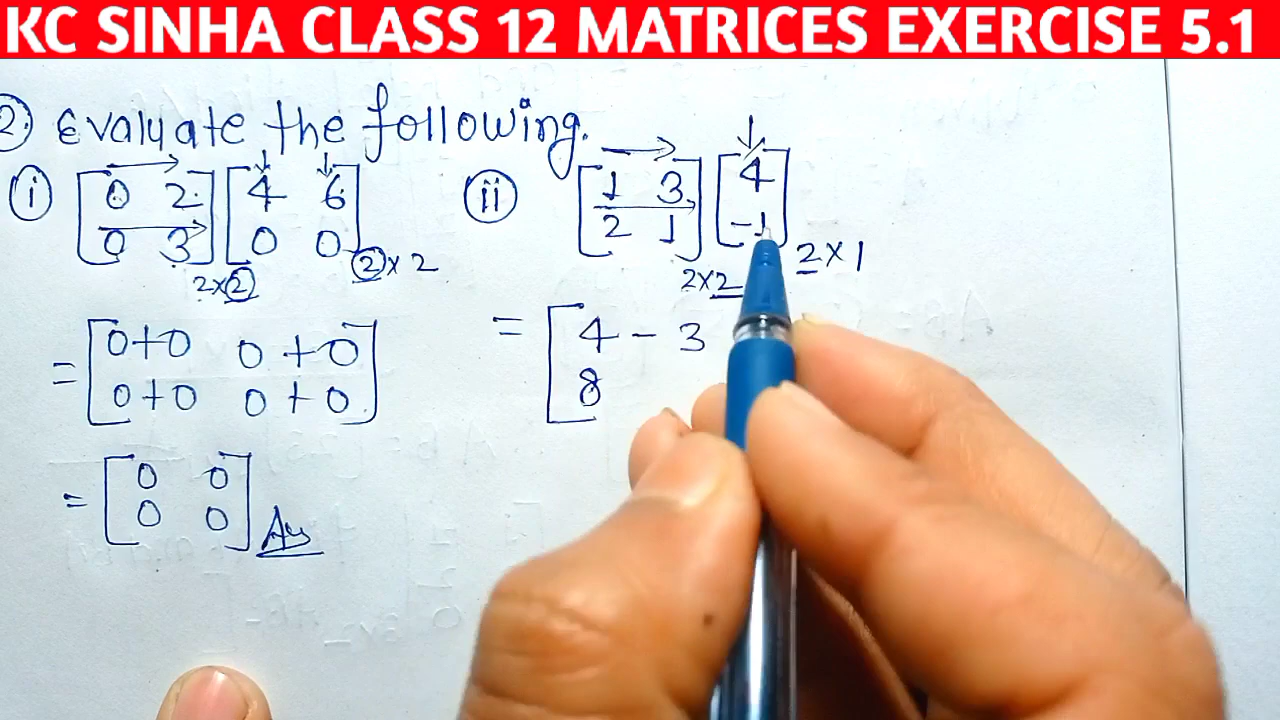 KC SINHA CLASS 12 MATRICES EXERCISE 5.1
② Evaluate the following.
ⓘ [0 2; 0 3] 2×2 [4 6; 0 0] 2×2
= [0+0 0+0; 0+0 0+0]
= [0 0; 0 0] Ans
ⓘⓘ [1 3; 2 1] 2×2 [4; -1] 2×1
= [4 - 3; 8